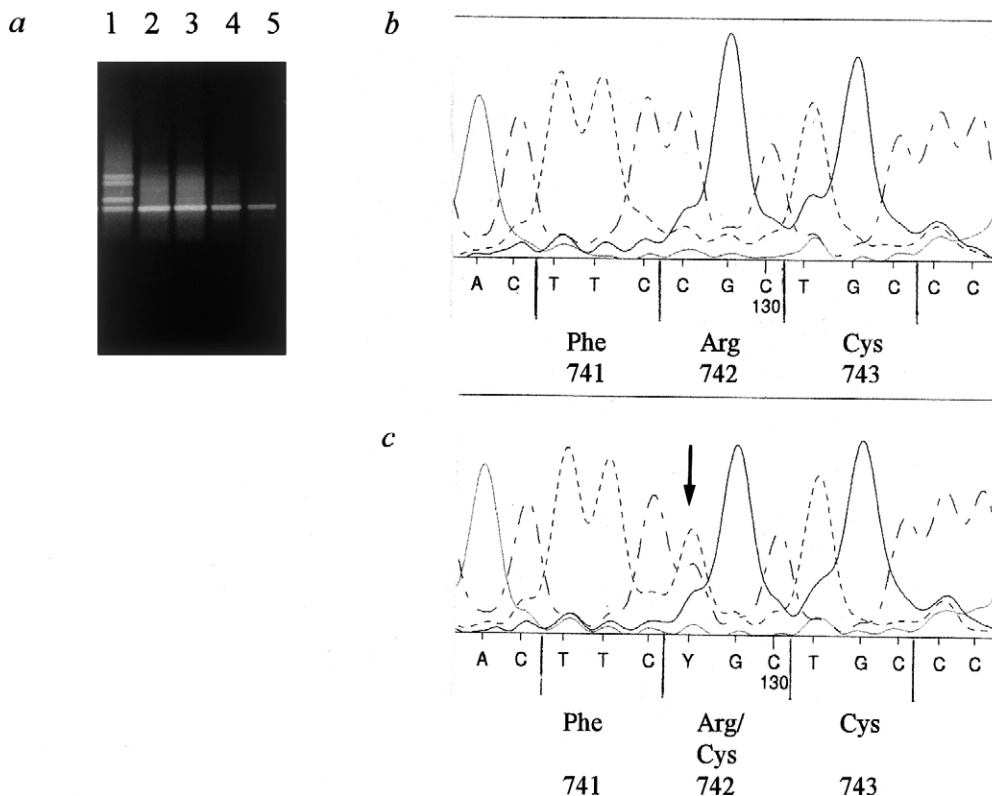 a
1 2 3 4 5
b
A C T T C C G C T G C C C
130
Phe Arg Cys
741 742 743
c
A C T T C Y G C T G C C C
130
Phe Arg/ Cys
Cys
741 742 743